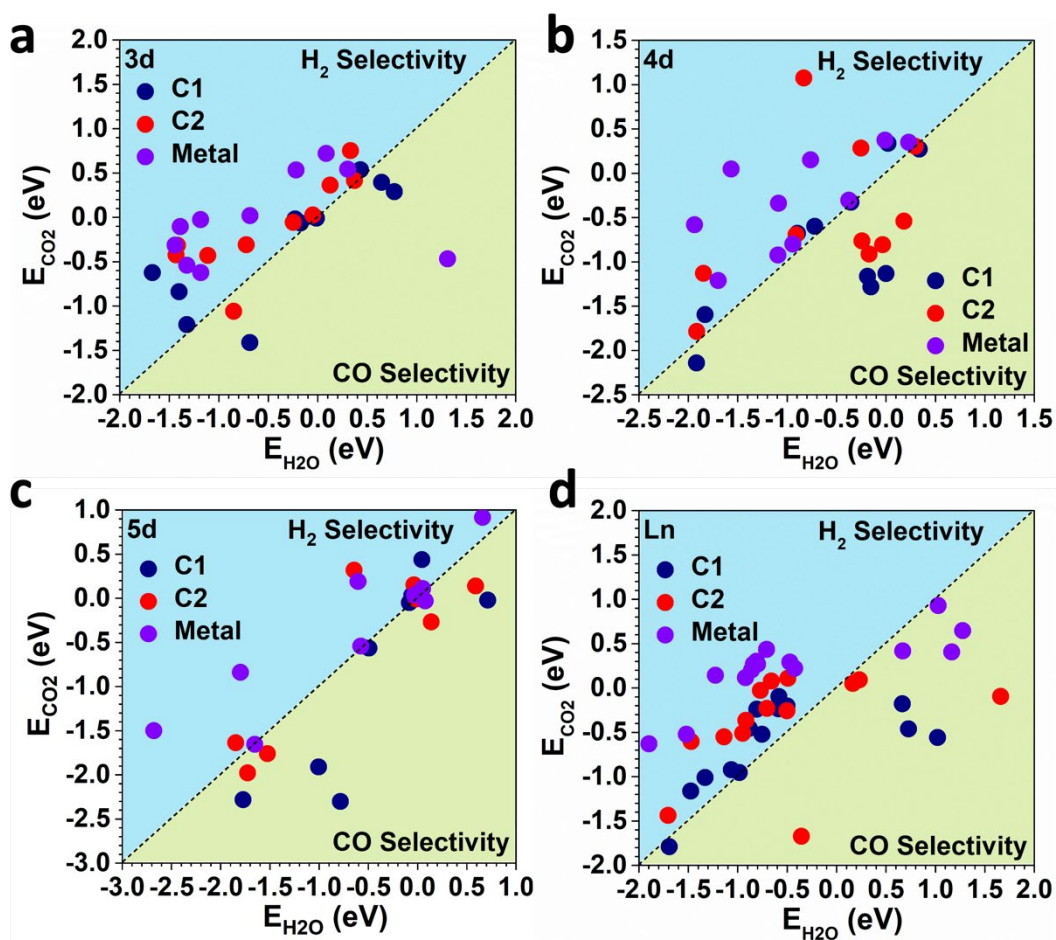 a
3d
H2 Selectivity
C1
C2
Metal
CO Selectivity
2.0
1.5
1.0
0.5
0.0
-0.5
-1.0
-1.5
-2.0
ECO2 (eV)
-2.0 -1.5 -1.0 -0.5 0.0 0.5 1.0 1.5 2.0
EH2O (eV)
b
4d
H2 Selectivity
C1
C2
Metal
CO Selectivity
1.5
1.0
0.5
0.0
-0.5
-1.0
-1.5
-2.0
-2.5
ECO2 (eV)
-2.5 -2.0 -1.5 -1.0 -0.5 0.0 0.5 1.0 1.5
EH2O (eV)
c
5d
H2 Selectivity
C1
C2
Metal
CO Selectivity
1.0
0.5
0.0
-0.5
-1.0
-1.5
-2.0
-2.5
-3.0
ECO2 (eV)
-3.0 -2.5 -2.0 -1.5 -1.0 -0.5 0.0 0.5 1.0
EH2O (eV)
d
Ln
H2 Selectivity
C1
C2
Metal
CO Selectivity
2.0
1.5
1.0
0.5
0.0
-0.5
-1.0
-1.5
-2.0
ECO2 (eV)
-2.0 -1.5 -1.0 -0.5 0.0 0.5 1.0 1.5 2.0
EH2O (eV)